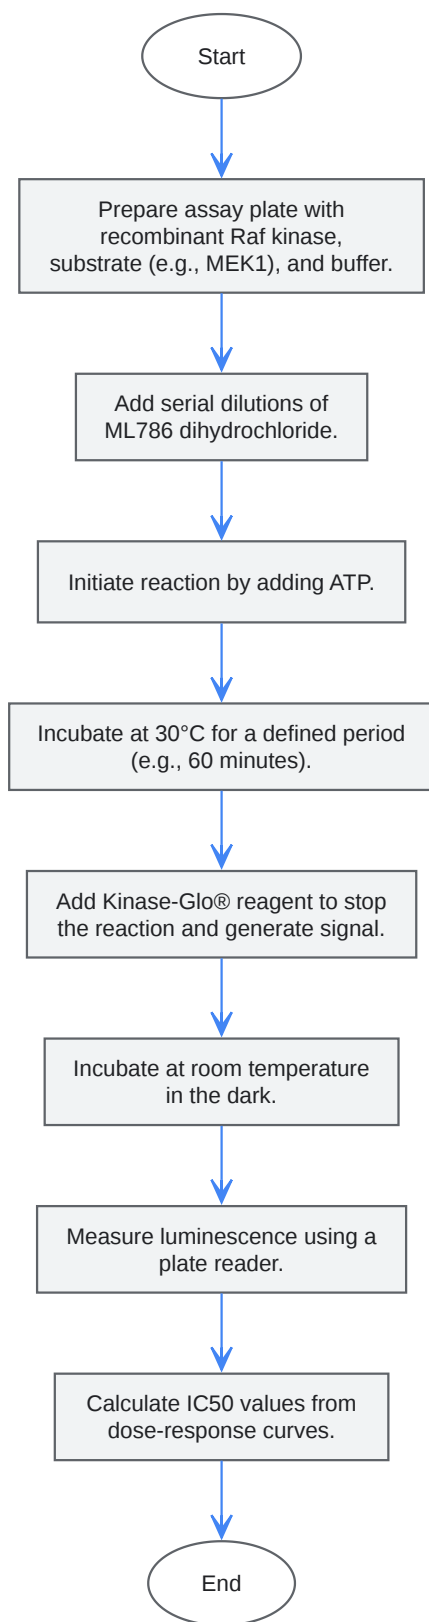 Start
Prepare assay plate with
recombinant Raf kinase,
substrate (e.g., MEK1), and buffer.
Add serial dilutions of
ML786 dihydrochloride.
Initiate reaction by adding ATP.
Incubate at 30°C for a defined period
(e.g., 60 minutes).
Add Kinase-Glo® reagent to stop
the reaction and generate signal.
Incubate at room temperature
in the dark.
Measure luminescence using a
plate reader.
Calculate IC50 values from
dose-response curves.
End